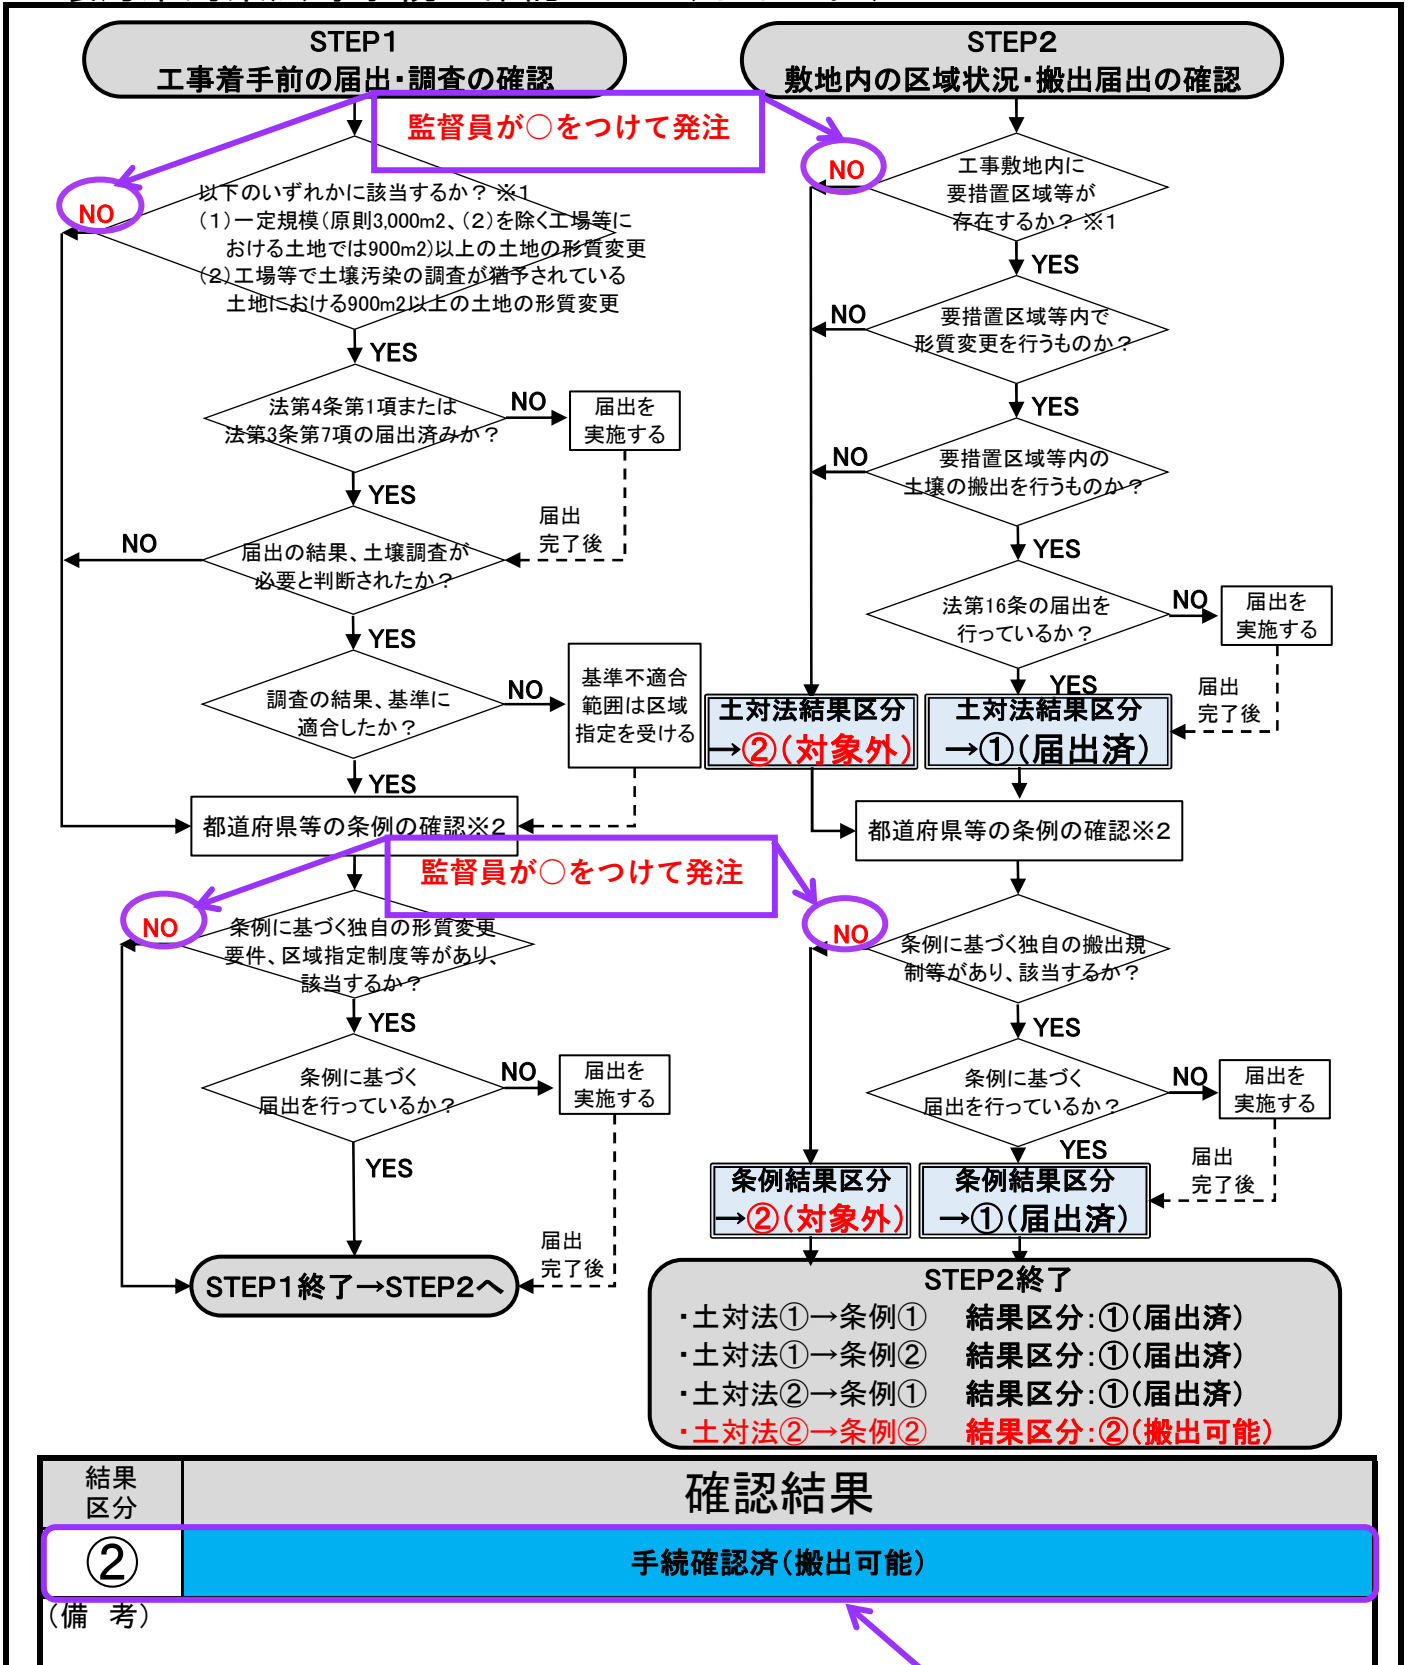 STEP1
工事着手前の届出・調査の確認
監督員が○をつけて発注
NO
以下のいずれかに該当するか？ ※1
(1)一定規模(原則3,000m2、(2)を除く工場等に
おける土地では900m2)以上の土地の形質変更
(2)工場等で土壌汚染の調査が猶予されている
土地における900m2以上の土地の形質変更
YES
法第4条第1項または
法第3条第7項の届出済みか？
NO
届出を
実施する
YES
届出
完了後
NO
届出の結果、土壌調査が
必要と判断されたか？
YES
調査の結果、基準に
適合したか？
NO
基準不適合
範囲は区域
指定を受ける
YES
都道府県等の条例の確認※2
監督員が○をつけて発注
NO
条例に基づく独自の形質変更
要件、区域指定制度等があり、
該当するか？
YES
条例に基づく
届出を行っているか？
NO
届出を
実施する
YES
届出
完了後
STEP1終了→STEP2へ
STEP2
敷地内の区域状況・搬出届出の確認
NO
工事敷地内に
要措置区域等が
存在するか？ ※1
YES
NO
要措置区域等内で
形質変更を行うものか？
YES
NO
要措置区域等内の
土壌の搬出を行うものか？
YES
法第16条の届出を
行っているか？
NO
届出を
実施する
YES
届出
完了後
土対法結果区分
→②(対象外)
土対法結果区分
→①(届出済)
都道府県等の条例の確認※2
NO
条例に基づく独自の搬出規
制等があり、該当するか？
YES
条例に基づく
届出を行っているか？
NO
届出を
実施する
YES
届出
完了後
条例結果区分
→②(対象外)
条例結果区分
→①(届出済)
STEP2終了
・土対法①→条例① 結果区分：①(届出済)
・土対法①→条例② 結果区分：①(届出済)
・土対法②→条例① 結果区分：①(届出済)
・土対法②→条例② 結果区分：②(搬出可能)
結果
区分
確認結果
②
手続確認済(搬出可能)
(備　考)